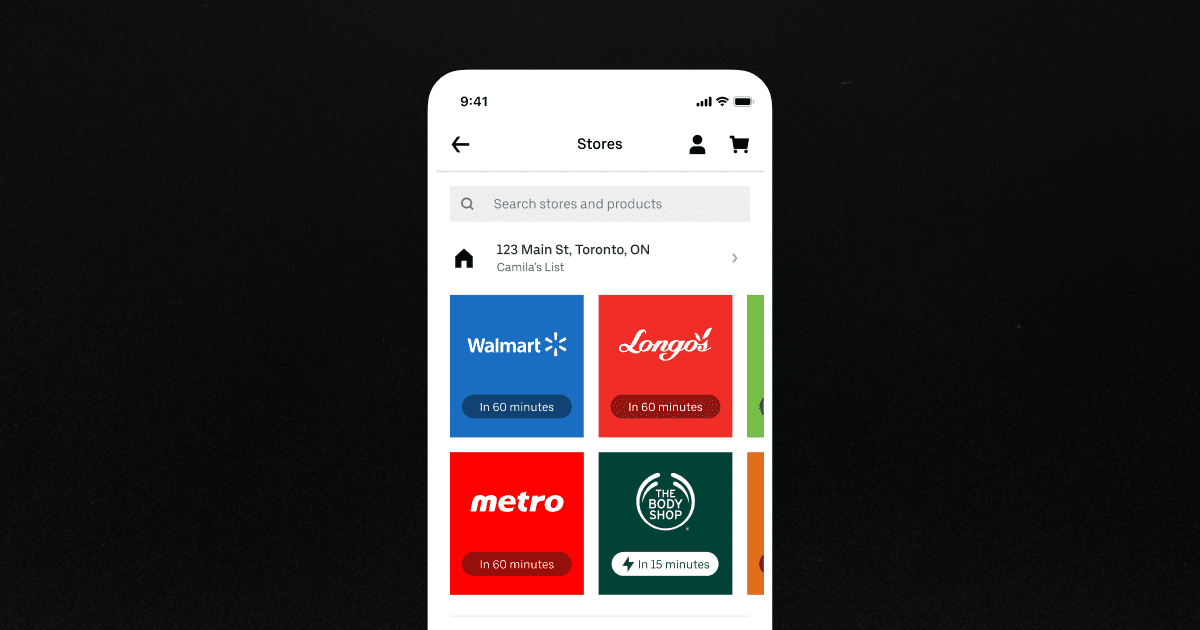 9:41
Stores
Search stores and products
123 Main St, Toronto, ON
Camila's List
Walmart
Longo's
In 60 minutes
In 60 minutes
metro
THE
BODY
SHOP
In 60 minutes
In 15 minutes